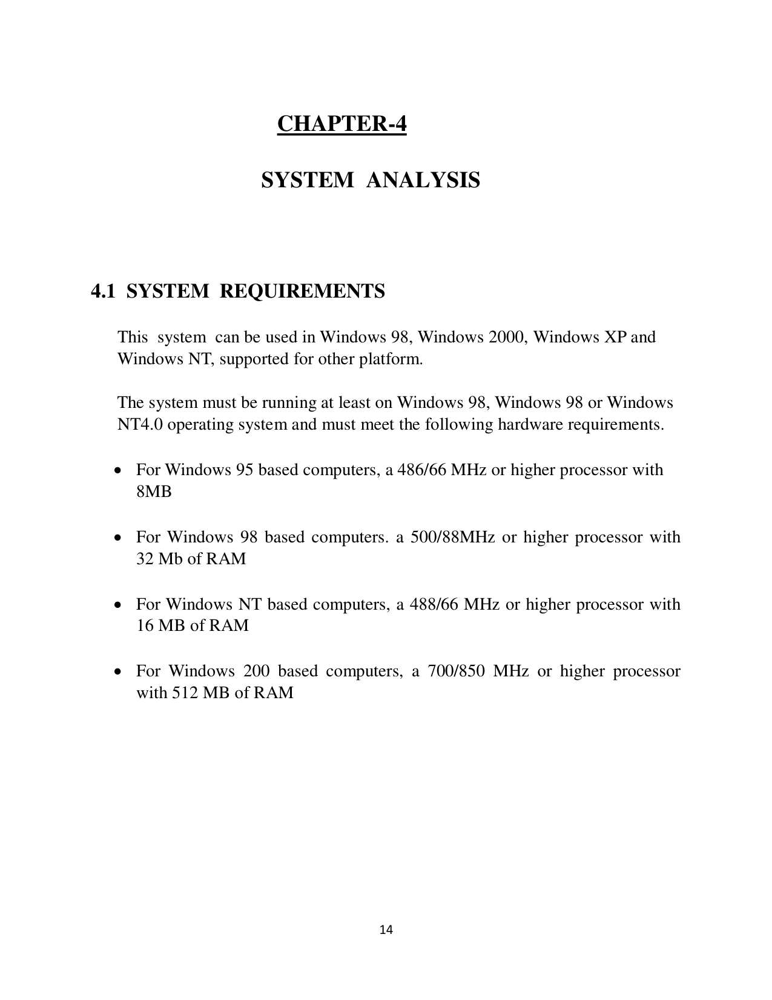 CHAPTER-4
SYSTEM ANALYSIS
4.1 SYSTEM REQUIREMENTS
This system can be used in Windows 98, Windows 2000, Windows XP and
Windows NT, supported for other platform.
The system must be running at least on Windows 98, Windows 98 or Windows
NT4.0 operating system and must meet the following hardware requirements.
• For Windows 95 based computers, a 486/66 MHz or higher processor with
8MB
• For Windows 98 based computers. a 500/88MHz or higher processor with
32 Mb of RAM
• For Windows NT based computers, a 488/66 MHz or higher processor with
16 MB of RAM
• For Windows 200 based computers, a 700/850 MHz or higher processor
with 512 MB of RAM
14